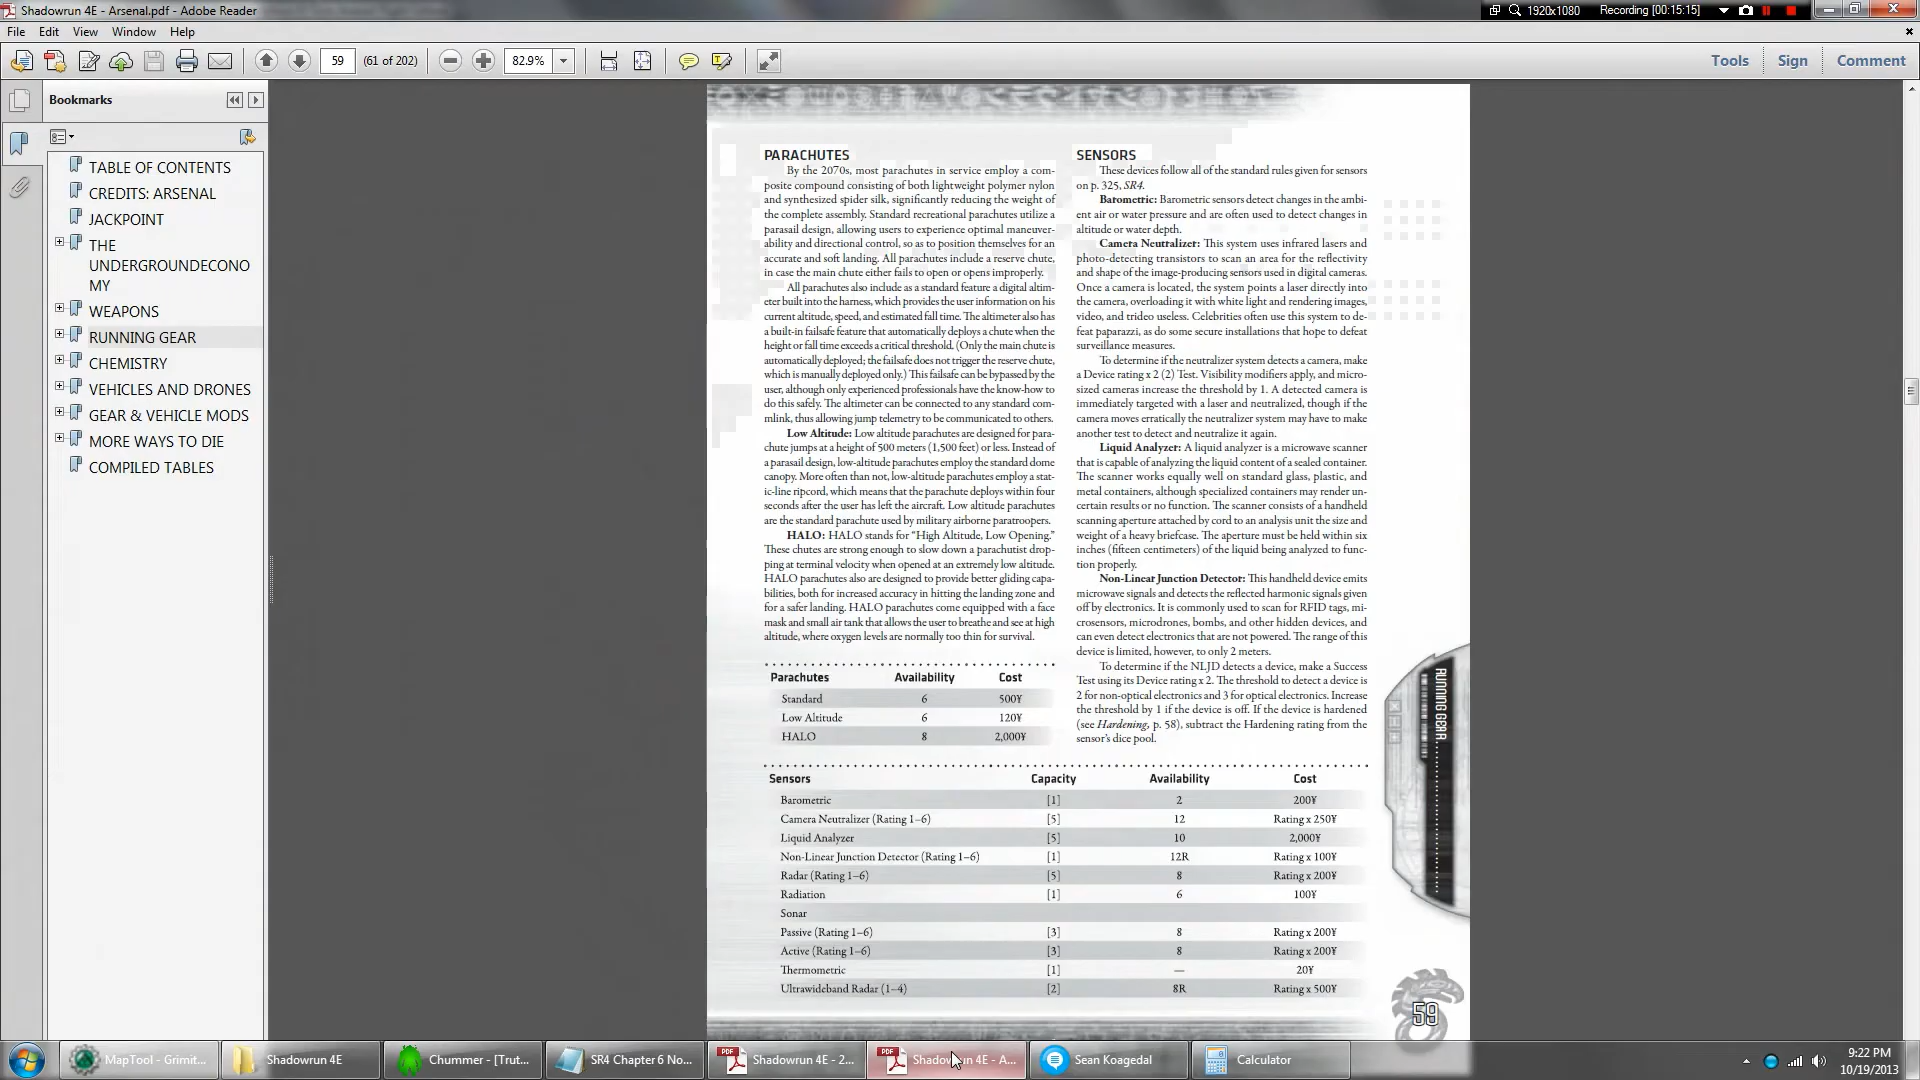 Shadowrun 4E - Arsenal.pdf - Adobe Reader
1920x1080
Recording [00:15:15]
File Edit View Window Help
59 (61 of 202) 82.9%
Tools Sign Comment
Bookmarks
TABLE OF CONTENTS
CREDITS: ARSENAL
JACKPOINT
THE
UNDERGROUNDECONO
MY
WEAPONS
RUNNING GEAR
CHEMISTRY
VEHICLES AND DRONES
GEAR & VEHICLE MODS
MORE WAYS TO DIE
COMPILED TABLES
PARACHUTES
By the 2070s, most parachutes in service employ a com-
posite compound consisting of both lightweight polymer nylon
and synthesized spider silk, significantly reducing the weight of
the complete assembly. Standard recreational parachutes utilize a
parasail design, allowing users to experience optimal maneuver-
ability and directional control, so as to position themselves for an
accurate and soft landing. All parachutes include a reserve chute,
in case the main chute either fails to open or opens improperly.
All parachutes also include as a standard feature a digital altim-
eter built into the harness, which provides the user information on his
current altitude, speed, and estimated fall time. The altimeter also has
a built-in failsafe feature that automatically deploys a chute when the
height or fall time exceeds a critical threshold. (Only the main chute is
automatically deployed; the failsafe does not trigger the reserve chute,
which is manually deployed only.) This failsafe can be bypassed by the
user, although only experienced professionals have the know-how to
do this safely. The altimeter can be connected to any standard com-
mlink, thus allowing jump telemetry to be communicated to others.
Low Altitude: Low altitude parachutes are designed for para-
chute jumps at a height of 500 meters (1,500 feet) or less. Instead of
a parasail design, low-altitude parachutes employ the standard dome
canopy. More often than not, low-altitude parachutes employ a stat-
ic-line ripcord, which means that the parachute deploys within four
seconds after the user has left the aircraft. Low altitude parachutes
are the standard parachute used by military airborne paratroopers.
HALO: HALO stands for “High Altitude, Low Opening.”
These chutes are strong enough to slow down a parachutist drop-
ping at terminal velocity when opened at an extremely low altitude.
HALO parachutes also are designed to provide better gliding capa-
bilities, both for increased accuracy in hitting the landing zone and
for a safer landing. HALO parachutes come equipped with a face
mask and small air tank that allows the user to breathe and see at high
altitude, where oxygen levels are normally too thin for survival.
Parachutes Availability Cost
Standard 6 500¥
Low Altitude 6 120¥
HALO 8 2,000¥
SENSORS
These devices follow all of the standard rules given for sensors
on p. 325, SR4.
Barometric: Barometric sensors detect changes in the ambi-
ent air or water pressure and are often used to detect changes in
altitude or water depth.
Camera Neutralizer: This system uses infrared lasers and
photo-detecting transistors to scan an area for the reflectivity
and shape of the image-producing sensors used in digital cameras.
Once a camera is located, the system points a laser directly into
the camera, overloading it with white light and rendering images,
video, and trideo useless. Celebrities often use this system to de-
feat paparazzi, as do some secure installations that hope to defeat
surveillance measures.
To determine if the neutralizer system detects a camera, make
a Device rating x 2 (2) Test. Visibility modifiers apply, and micro-
sized cameras increase the threshold by 1. A detected camera is
immediately targeted with a laser and neutralized, though if the
camera moves erratically the neutralizer system may have to make
another test to detect and neutralize it again.
Liquid Analyzer: A liquid analyzer is a microwave scanner
that is capable of analyzing the liquid content of a sealed container.
The scanner works equally well on standard glass, plastic, and
metal containers, although specialized containers may render un-
certain results or no function. The scanner consists of a handheld
scanning aperture attached by cord to an analysis unit the size and
weight of a heavy briefcase. The aperture must be held within six
inches (fifteen centimeters) of the liquid being analyzed to func-
tion properly.
Non-Linear Junction Detector: This handheld device emits
microwave signals and detects the reflected harmonic signals given
off by electronics. It is commonly used to scan for RFID tags, mi-
crosensors, microdrones, bombs, and other hidden devices, and
can even detect electronics that are not powered. The range of this
device is limited, however, to only 2 meters.
To determine if the NLJD detects a device, make a Success
Test using its Device rating x 2. The threshold to detect a device is
2 for non-optical electronics and 3 for optical electronics. Increase
the threshold by 1 if the device is off. If the device is hardened
(see Hardening, p. 58), subtract the Hardening rating from the
sensor's dice pool.
Sensors Capacity Availability Cost
Barometric [1] 2 200¥
Camera Neutralizer (Rating 1–6) [5] 12 Rating x 250¥
Liquid Analyzer [5] 10 2,000¥
Non-Linear Junction Detector (Rating 1–6) [1] 12R Rating x 100¥
Radar (Rating 1–6) [5] 8 Rating x 200¥
Radiation [1] 6 100¥
Sonar
Passive (Rating 1–6) [3] 8 Rating x 200¥
Active (Rating 1–6) [3] 8 Rating x 200¥
Thermometric [1] — 20¥
Ultrawideband Radar (1–4) [2] 8R Rating x 500¥
RUNNING GEAR
59
MapTool - Grimit...
Shadowrun 4E
Chummer - [Trut...
SR4 Chapter 6 No...
Shadowrun 4E - 2...
Shadowrun 4E - A...
Sean Koagedal
Calculator
9:22 PM
10/19/2013